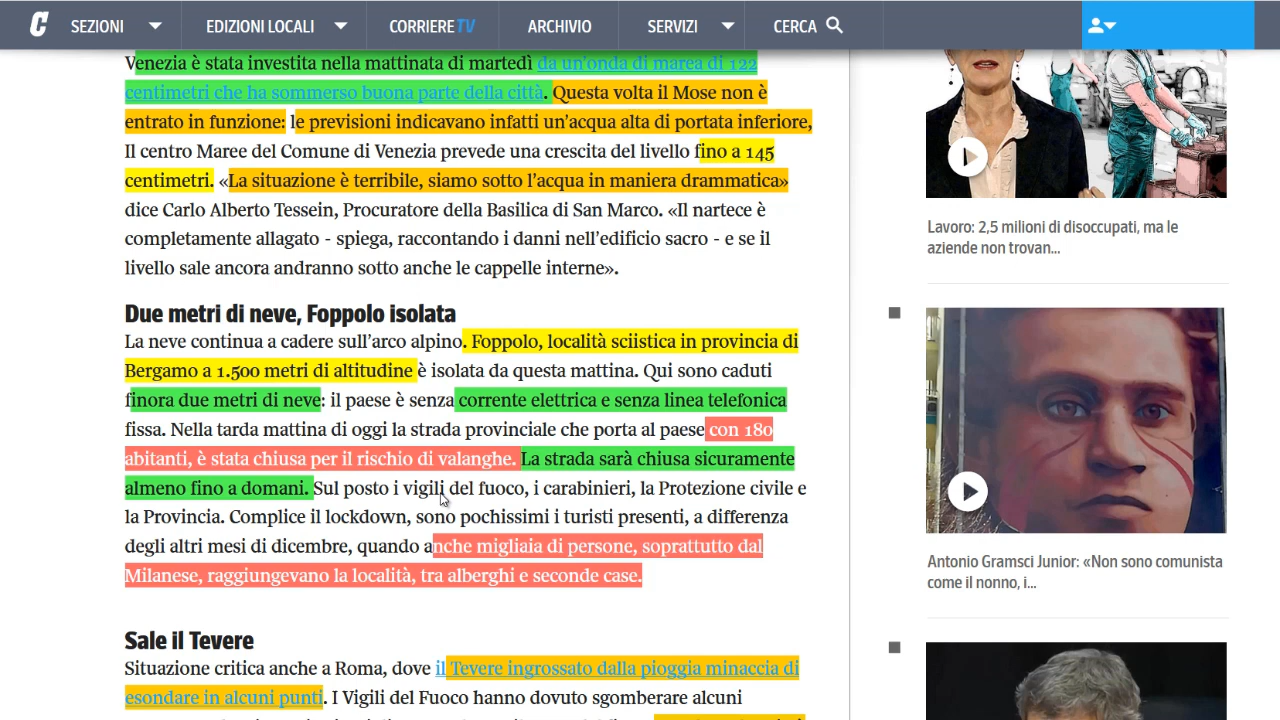 C SEZIONI EDIZIONI LOCALI CORRIERETV ARCHIVIO SERVIZI CERCA
Venezia è stata investita nella mattinata di martedì da un'onda di marea di 122
centimetri che ha sommerso buona parte della città. Questa volta il Mose non è
entrato in funzione: le previsioni indicavano infatti un'acqua alta di portata inferiore,
Il centro Maree del Comune di Venezia prevede una crescita del livello fino a 145
centimetri. «La situazione è terribile, siamo sotto l'acqua in maniera drammatica»
dice Carlo Alberto Tessein, Procuratore della Basilica di San Marco. «Il nartece è
completamente allagato - spiega, raccontando i danni nell'edificio sacro - e se il
livello sale ancora andranno sotto anche le cappelle interne».
Due metri di neve, Foppolo isolata
La neve continua a cadere sull'arco alpino. Foppolo, località sciistica in provincia di
Bergamo a 1.500 metri di altitudine è isolata da questa mattina. Qui sono caduti
finora due metri di neve: il paese è senza corrente elettrica e senza linea telefonica
fissa. Nella tarda mattina di oggi la strada provinciale che porta al paese con 180
abitanti, è stata chiusa per il rischio di valanghe. La strada sarà chiusa sicuramente
almeno fino a domani. Sul posto i vigili del fuoco, i carabinieri, la Protezione civile e
la Provincia. Complice il lockdown, sono pochissimi i turisti presenti, a differenza
degli altri mesi di dicembre, quando anche migliaia di persone, soprattutto dal
Milanese, raggiungevano la località, tra alberghi e seconde case.
Sale il Tevere
Situazione critica anche a Roma, dove il Tevere ingrossato dalla pioggia minaccia di
esondare in alcuni punti. I Vigili del Fuoco hanno dovuto sgomberare alcuni
Lavoro: 2,5 milioni di disoccupati, ma le
aziende non trovan...
Antonio Gramsci Junior: «Non sono comunista
come il nonno, i...